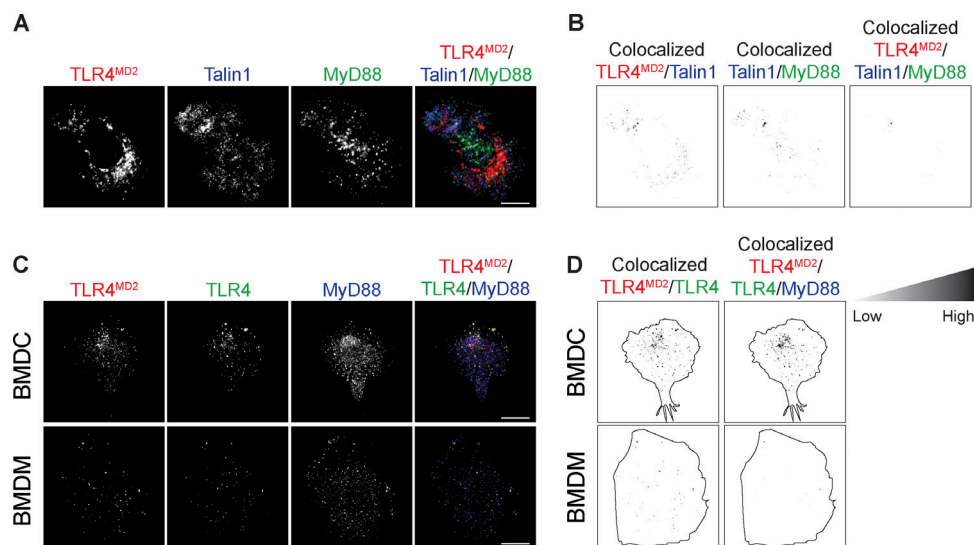 A
TLR4MD2
Talin1
MyD88
TLR4MD2/
Talin1/MyD88
B
Colocalized
TLR4MD2/Talin1
Colocalized
Talin1/MyD88
Colocalized
TLR4MD2/
Talin1/MyD88
C
TLR4MD2
TLR4
MyD88
TLR4MD2/
TLR4/MyD88
BMDC
BMDM
D
Colocalized
TLR4MD2/TLR4
Colocalized
TLR4MD2/
TLR4/MyD88
Low
High
BMDC
BMDM